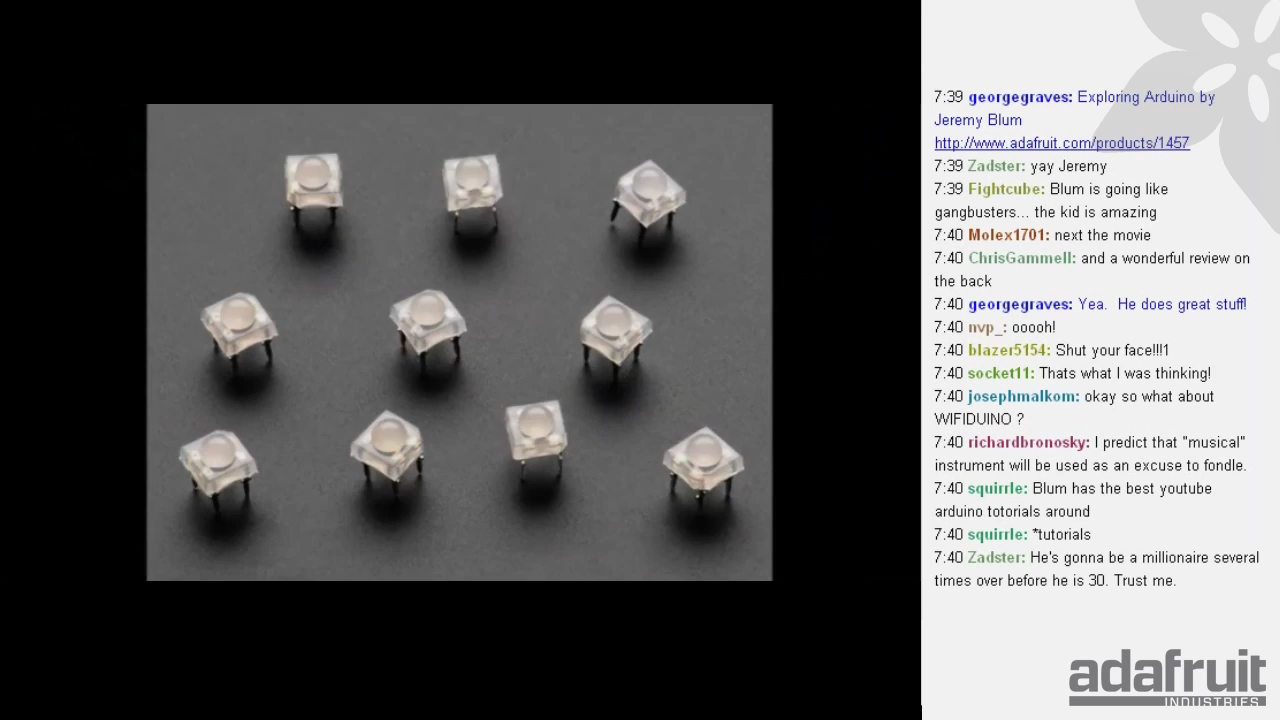 7:39 georgegraves: Exploring Arduino by
Jeremy Blum
http://www.adafruit.com/products/1457
7:39 Zadster: yay Jeremy
7:39 Fightcube: Blum is going like
gangbusters... the kid is amazing
7:40 Molex1701: next the movie
7:40 ChrisGammell: and a wonderful review on
the back
7:40 georgegraves: Yea.  He does great stuff!
7:40 nvp_: ooooh!
7:40 blazer5154: Shut your face!!!1
7:40 socket11: Thats what I was thinking!
7:40 josephmalkom: okay so what about
WIFIDUINO ?
7:40 richardbronosky: I predict that "musical"
instrument will be used as an excuse to fondle.
7:40 squirrle: Blum has the best youtube
arduino totorials around
7:40 squirrle: *tutorials
7:40 Zadster: He's gonna be a millionaire several
times over before he is 30. Trust me.
adafruit
INDUSTRIES